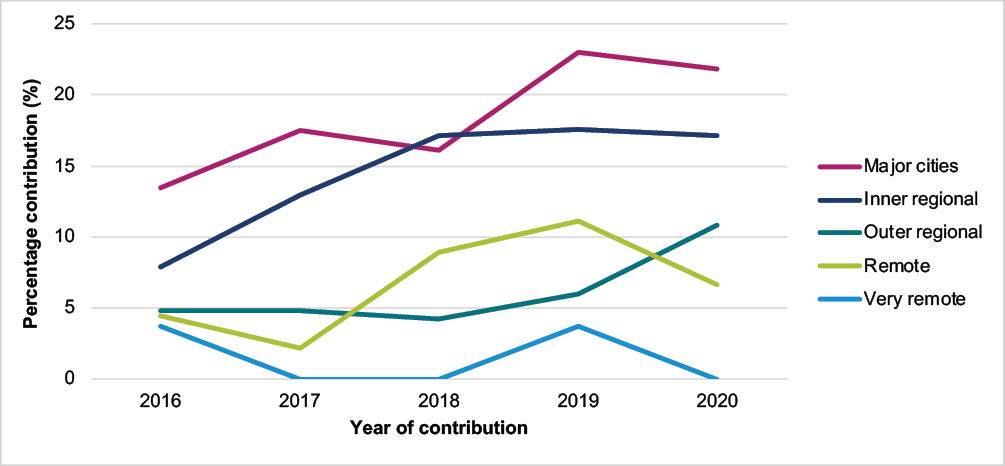 25
20
15
10
5
0
Percentage contribution (%)
2016 2017 2018 2019 2020
Year of contribution
Major cities
Inner regional
Outer regional
Remote
Very remote